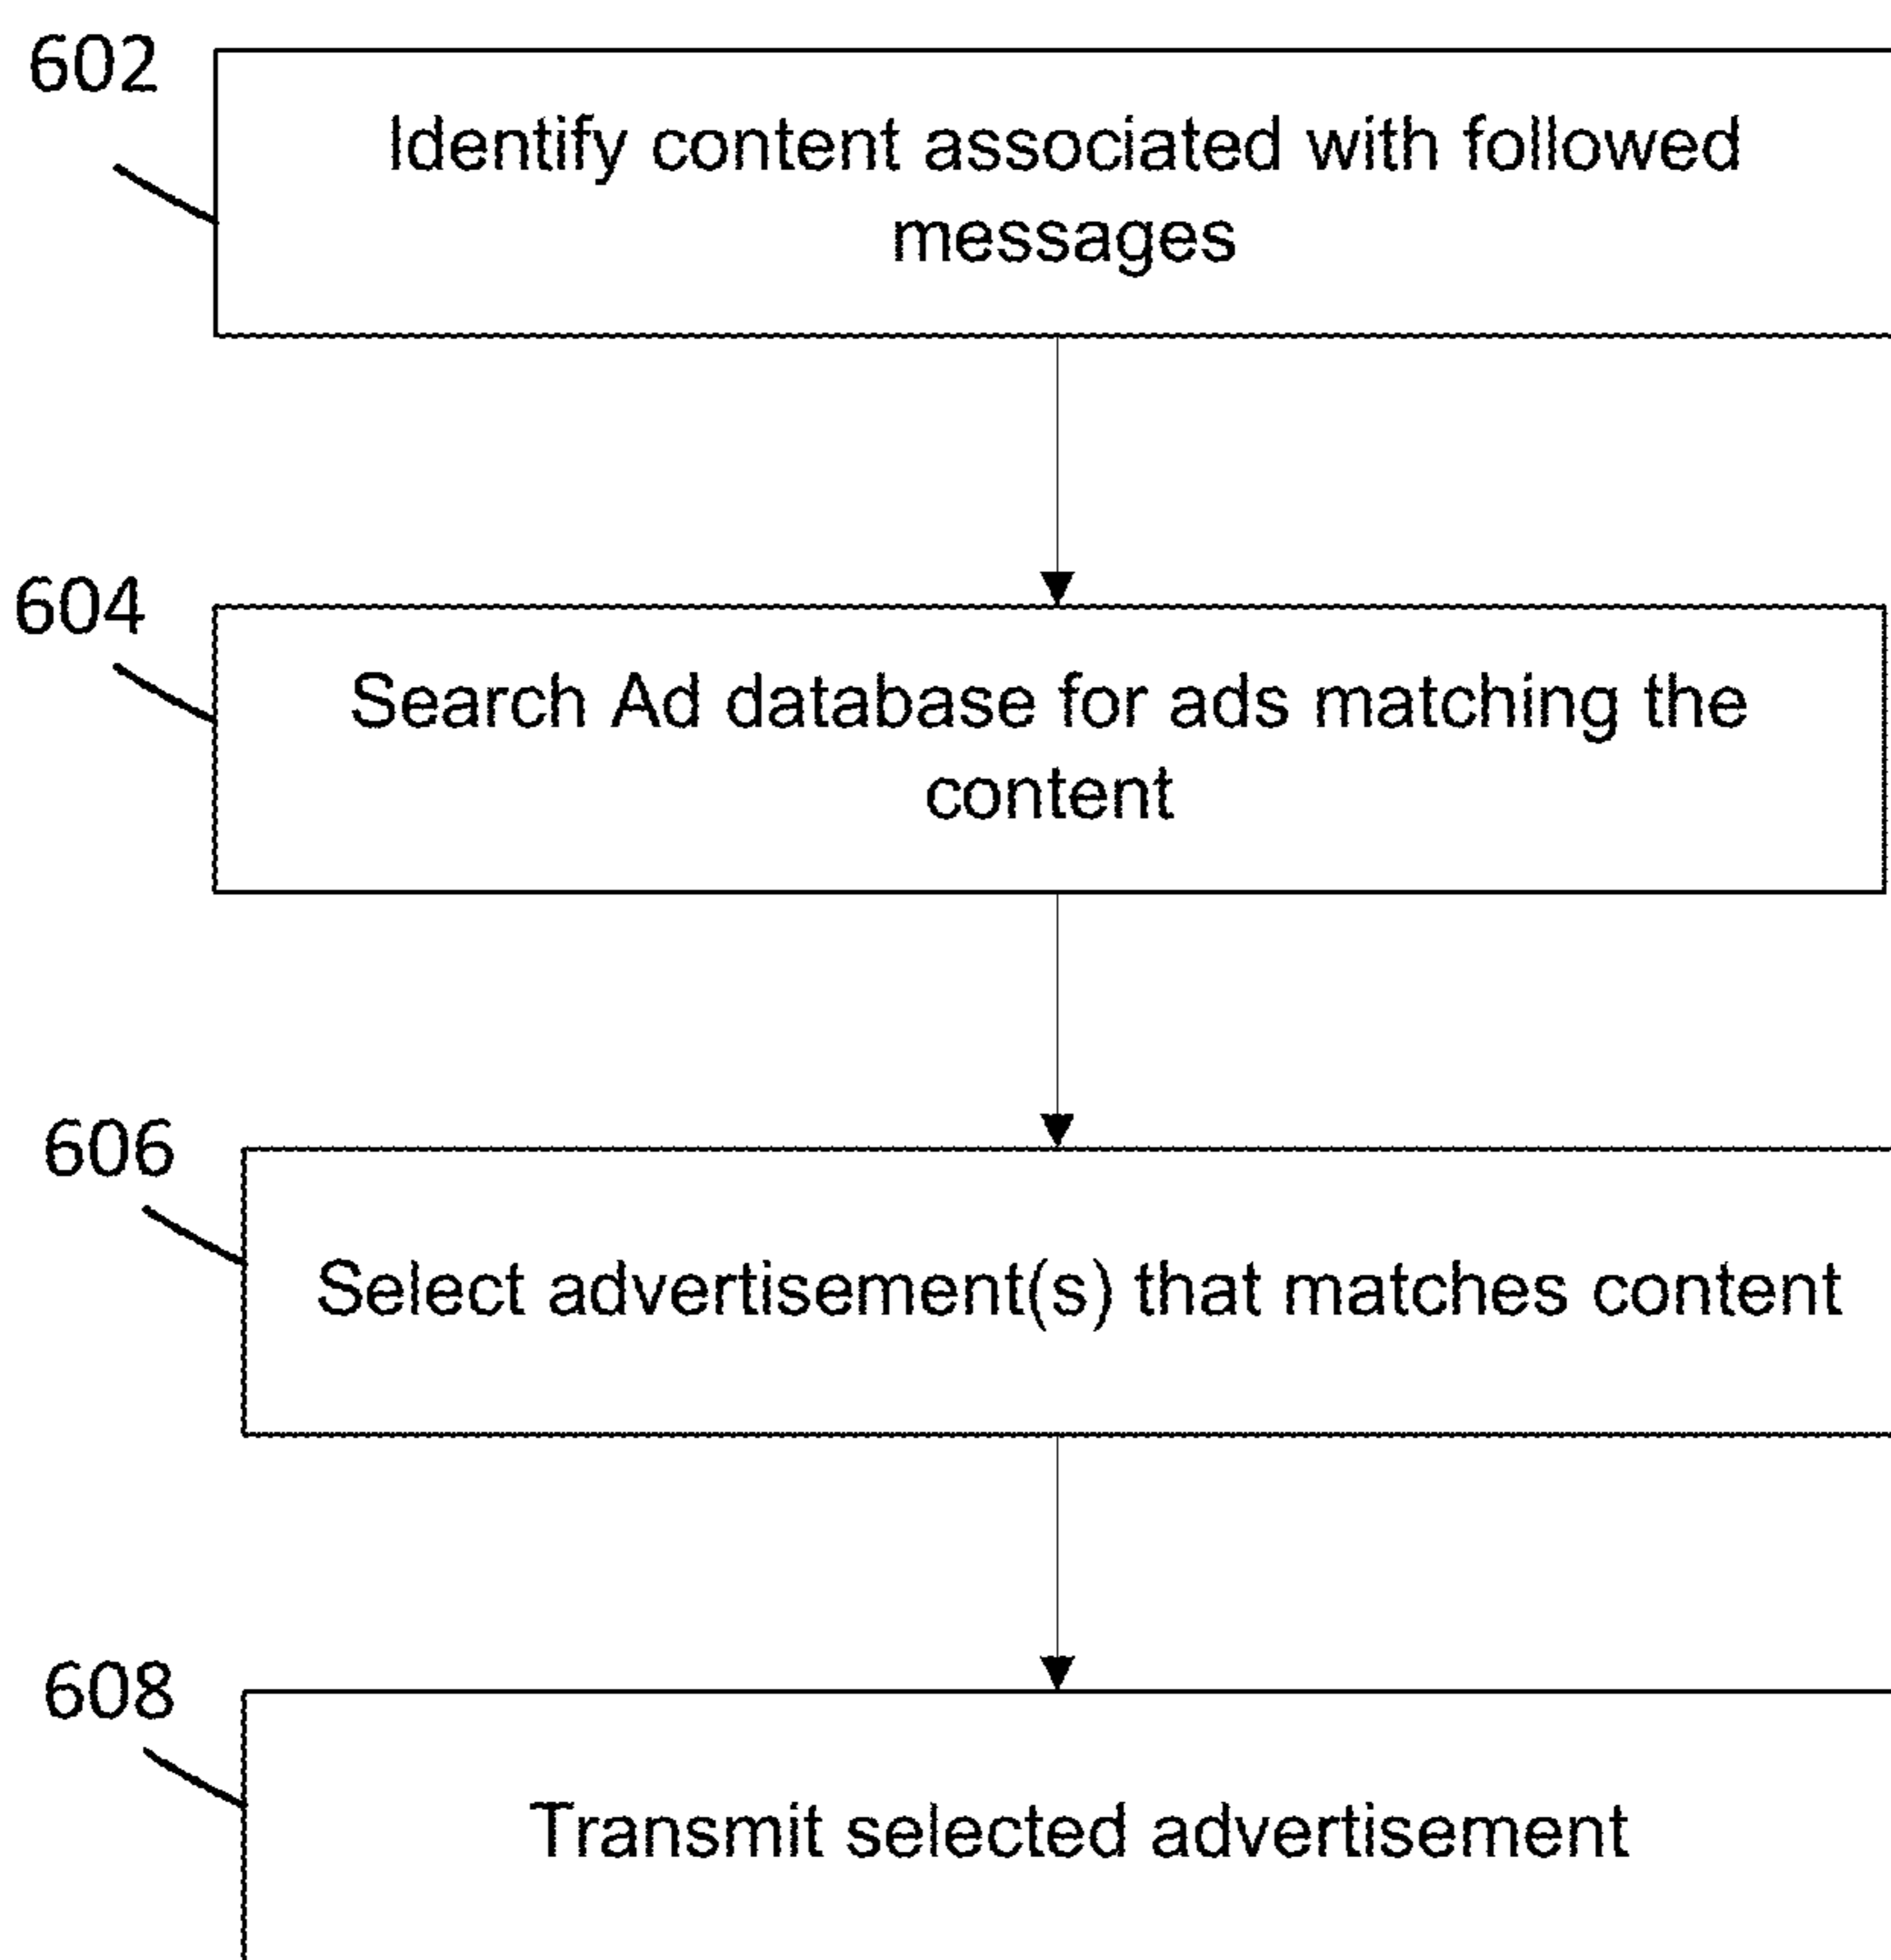 602
Identify content associated with followed
messages
604
Search Ad database for ads matching the
content
606
Select advertisement(s) that matches content
608
Transmit selected advertisement